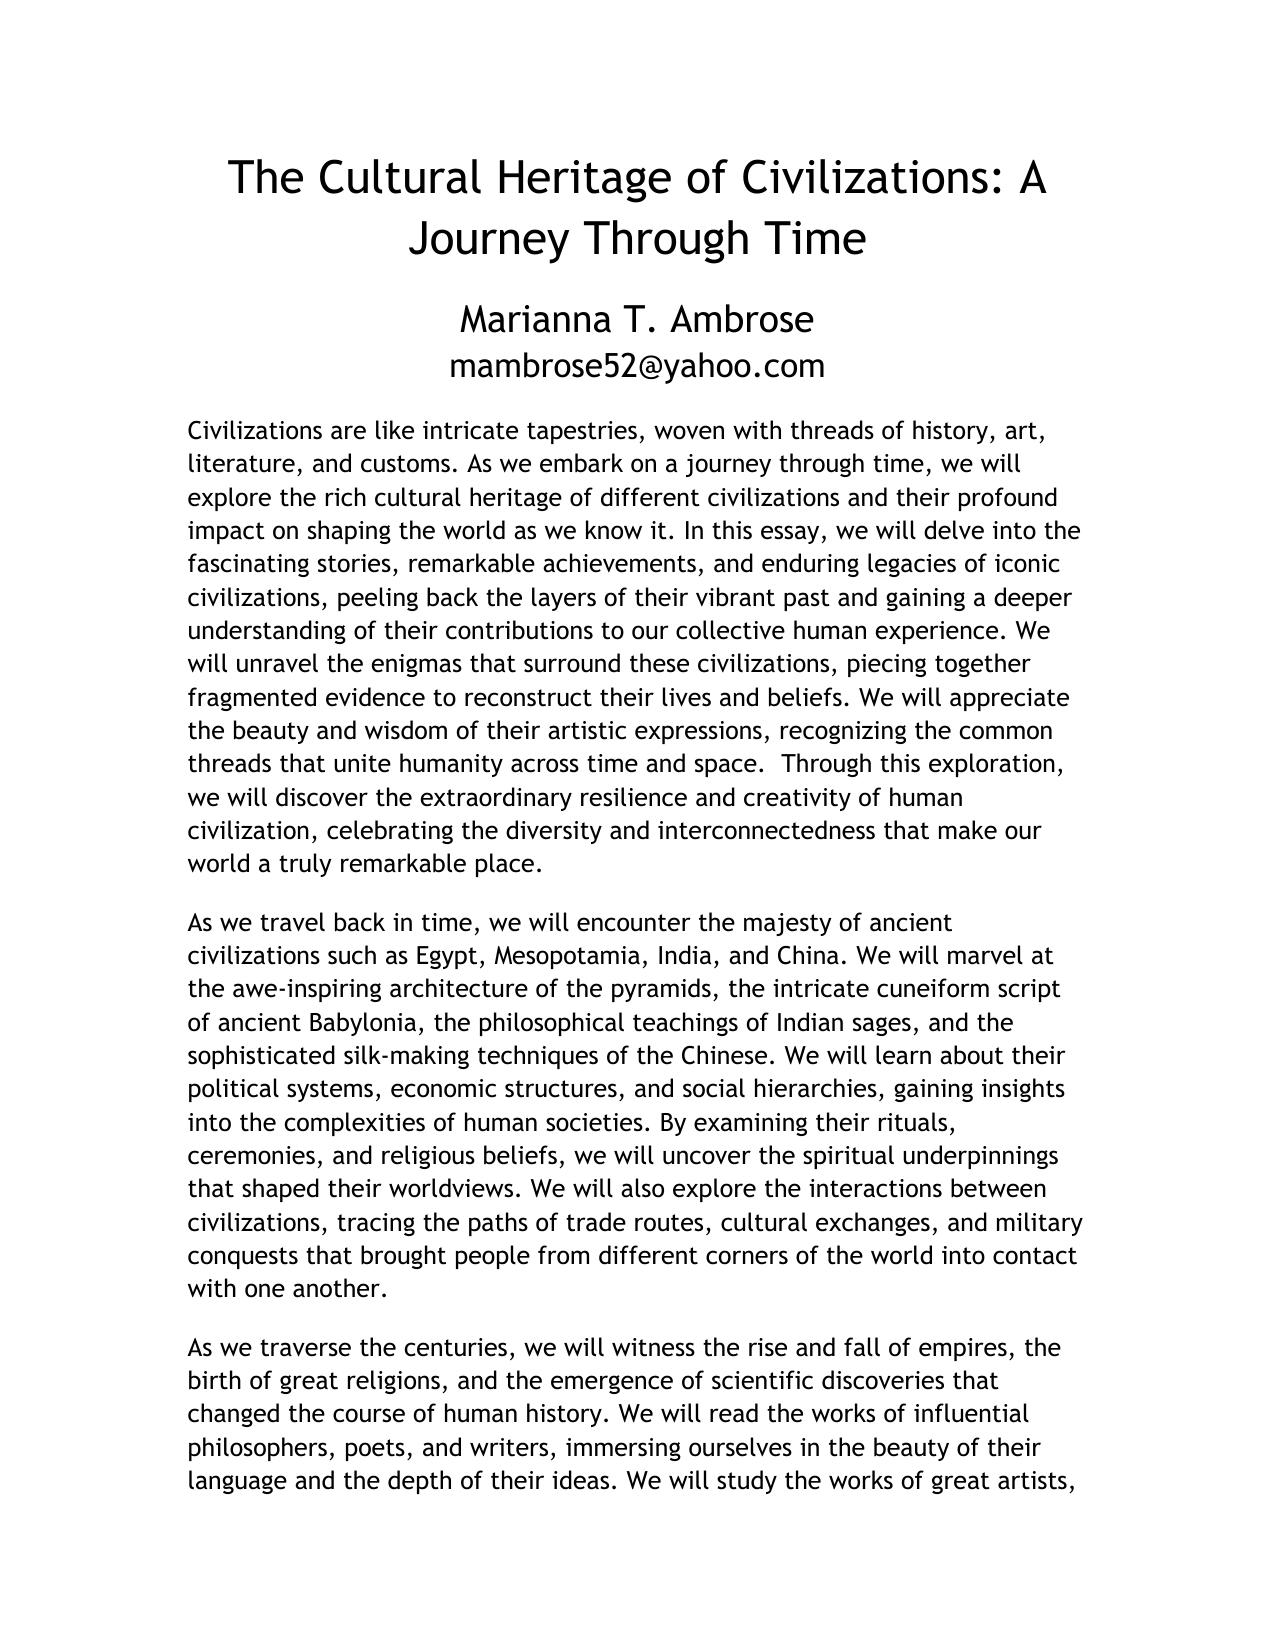 The Cultural Heritage of Civilizations: A
Journey Through Time
Marianna T. Ambrose
mambrose52@yahoo.com
Civilizations are like intricate tapestries, woven with threads of history, art,
literature, and customs. As we embark on a journey through time, we will
explore the rich cultural heritage of different civilizations and their profound
impact on shaping the world as we know it. In this essay, we will delve into the
fascinating stories, remarkable achievements, and enduring legacies of iconic
civilizations, peeling back the layers of their vibrant past and gaining a deeper
understanding of their contributions to our collective human experience. We
will unravel the enigmas that surround these civilizations, piecing together
fragmented evidence to reconstruct their lives and beliefs. We will appreciate
the beauty and wisdom of their artistic expressions, recognizing the common
threads that unite humanity across time and space.  Through this exploration,
we will discover the extraordinary resilience and creativity of human
civilization, celebrating the diversity and interconnectedness that make our
world a truly remarkable place.
As we travel back in time, we will encounter the majesty of ancient
civilizations such as Egypt, Mesopotamia, India, and China. We will marvel at
the awe-inspiring architecture of the pyramids, the intricate cuneiform script
of ancient Babylonia, the philosophical teachings of Indian sages, and the
sophisticated silk-making techniques of the Chinese. We will learn about their
political systems, economic structures, and social hierarchies, gaining insights
into the complexities of human societies. By examining their rituals,
ceremonies, and religious beliefs, we will uncover the spiritual underpinnings
that shaped their worldviews. We will also explore the interactions between
civilizations, tracing the paths of trade routes, cultural exchanges, and military
conquests that brought people from different corners of the world into contact
with one another.
As we traverse the centuries, we will witness the rise and fall of empires, the
birth of great religions, and the emergence of scientific discoveries that
changed the course of human history. We will read the works of influential
philosophers, poets, and writers, immersing ourselves in the beauty of their
language and the depth of their ideas. We will study the works of great artists,